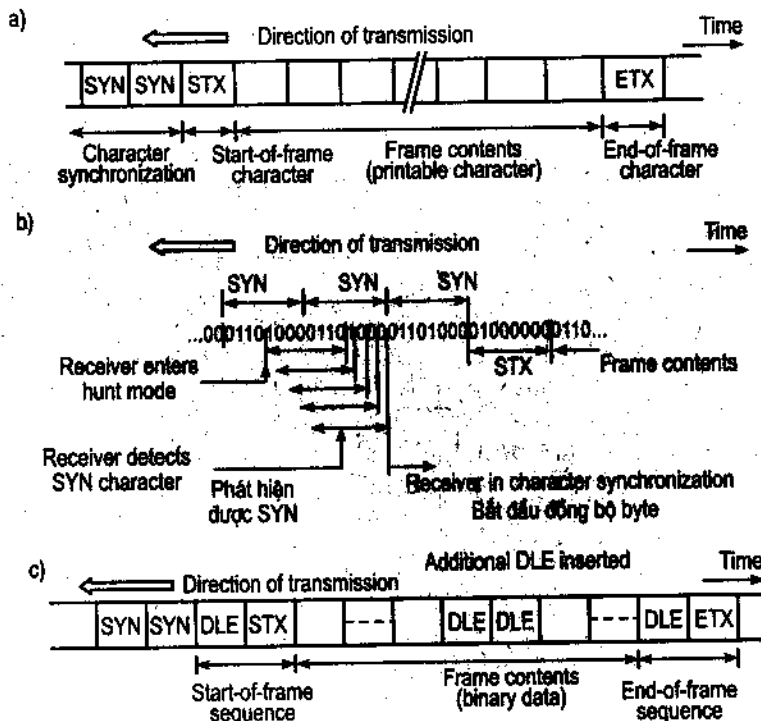 a)
Direction of transmission
Time
SYN SYN STX ETX
Character synchronization
Start-of-frame character
Frame contents (printable character)
End-of-frame character
b)
Direction of transmission
Time
SYN SYN SYN
...00011010000110100001101000010000000110...
Receiver enters hunt mode
STX
Frame contents
Receiver detects SYN character
Phát hiện được SYN
Receiver in character synchronization
Bắt đầu đồng bộ byte
c)
Additional DLE inserted
Direction of transmission
Time
SYN SYN DLE STX DLE DLE DLE ETX
Start-of-frame sequence
Frame contents (binary data)
End-of-frame sequence